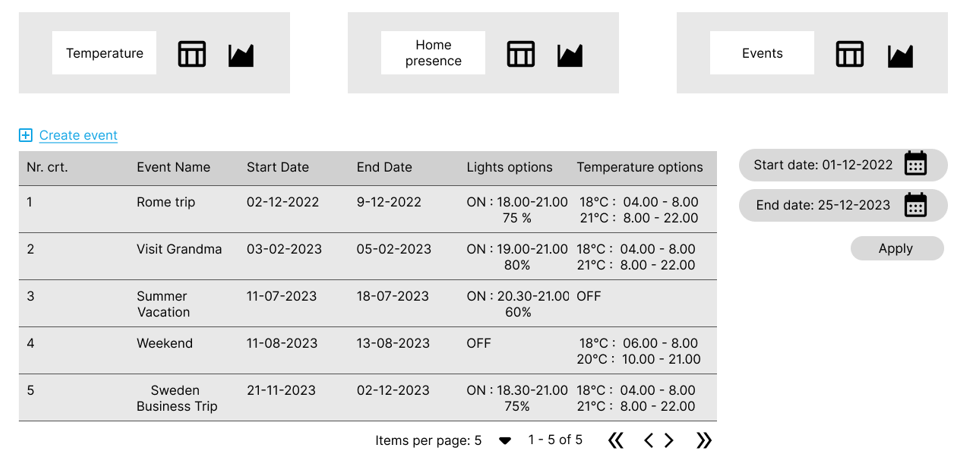 Temperature
Home
presence
Events
Create event
Nr. crt. Event Name Start Date End Date Lights options Temperature options
1 Rome trip 02-12-2022 9-12-2022 ON : 18.00-21.00 18°C : 04.00 - 8.00
75 % 21°C : 8.00 - 22.00
2 Visit Grandma 03-02-2023 05-02-2023 ON : 19.00-21.00 18°C : 04.00 - 8.00
80% 21°C : 8.00 - 22.00
3 Summer 11-07-2023 18-07-2023 ON : 20.30-21.00 OFF
Vacation 60%
4 Weekend 11-08-2023 13-08-2023 OFF 18°C : 06.00 - 8.00
20°C : 10.00 - 21.00
5 Sweden 21-11-2023 02-12-2023 ON : 18.30-21.00 18°C : 04.00 - 8.00
Business Trip 75% 21°C : 8.00 - 22.00
Items per page: 5 1 - 5 of 5
Start date: 01-12-2022
End date: 25-12-2023
Apply